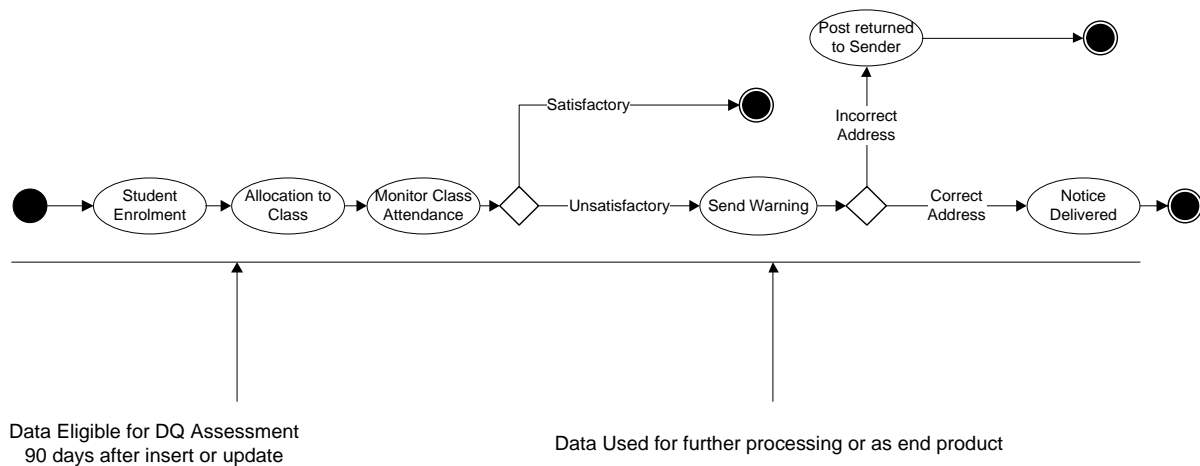 Post returned
to Sender
Satisfactory
Incorrect
Address
Student
Enrolment
Allocation to
Class
Monitor Class
Attendance
Unsatisfactory
Send Warning
Correct
Address
Notice
Delivered
Data Eligible for DQ Assessment
90 days after insert or update
Data Used for further processing or as end product